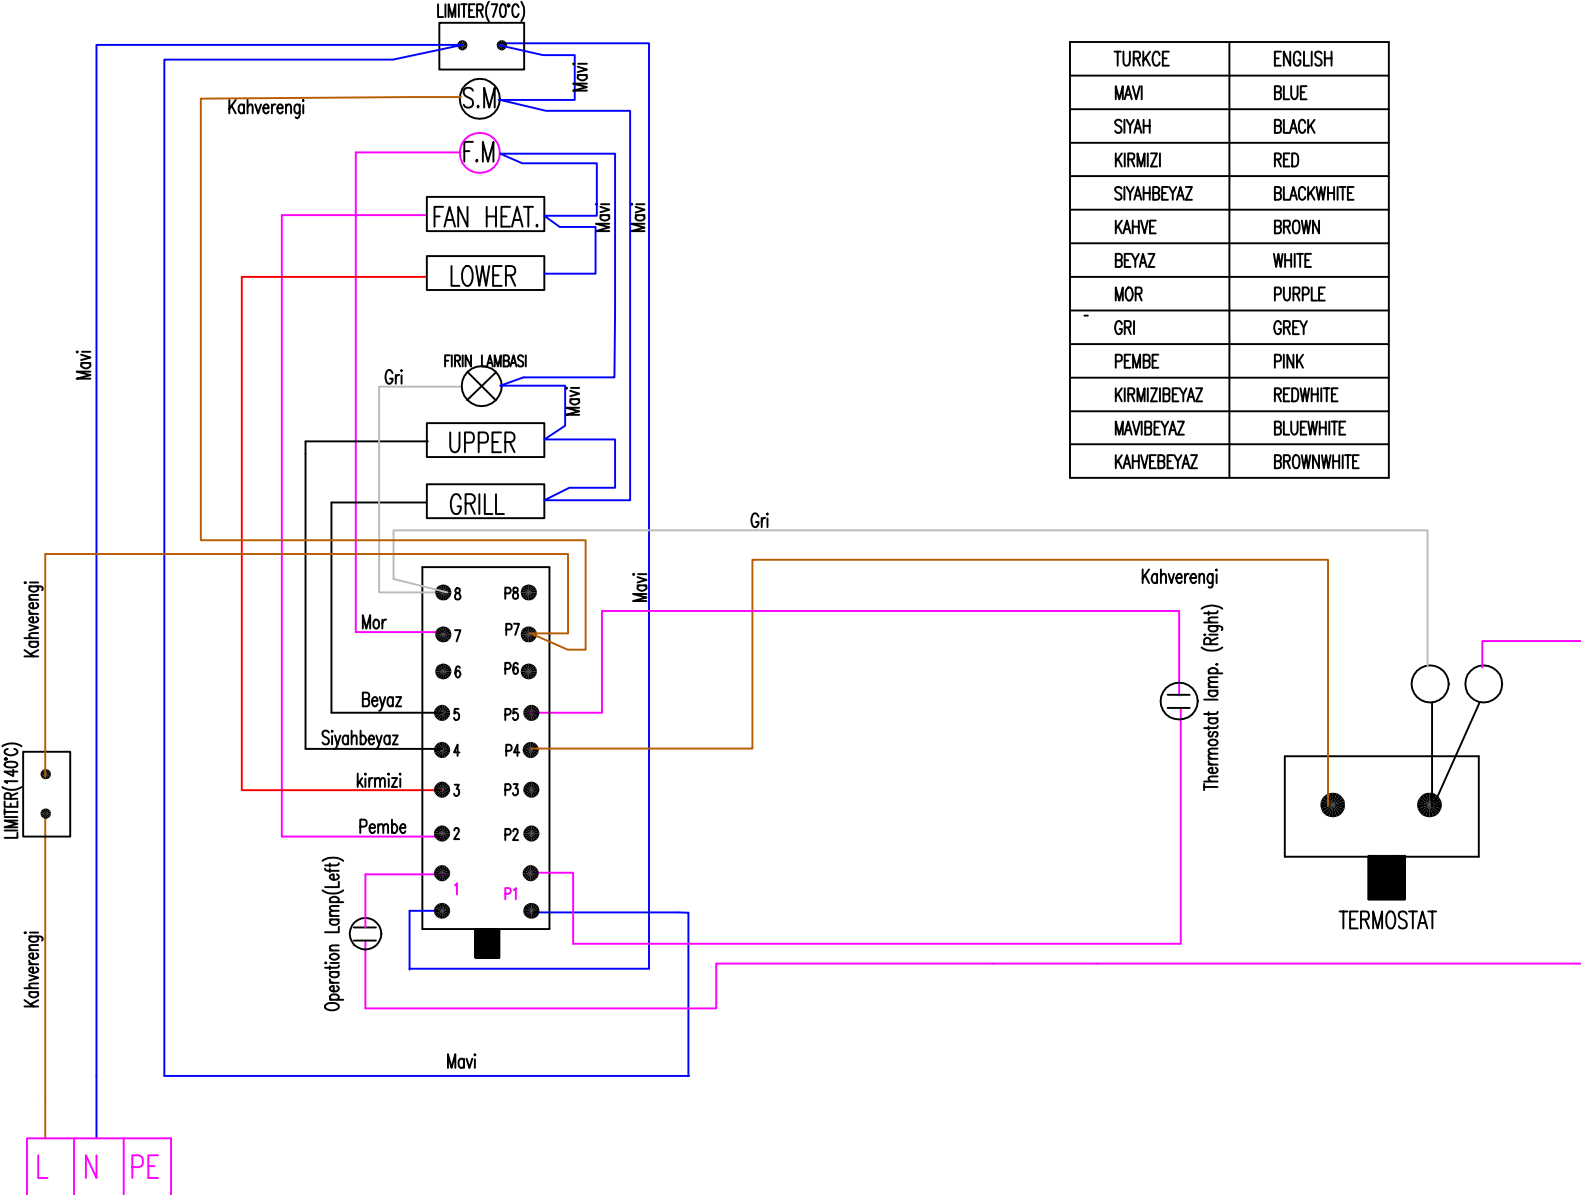 LIMITER(70°C)
Mavi
S.M
Kahverengi
F.M
FAN HEAT.
Mavi
Mavi
LOWER
Mavi
FIRIN LAMBASI
Gri
Mavi
UPPER
GRILL
TURKCE ENGLISH
MAVI BLUE
SIYAH BLACK
KIRMIZI RED
SIYAHBEYAZ BLACKWHITE
KAHVE BROWN
BEYAZ WHITE
MOR PURPLE
GRI GREY
PEMBE PINK
KIRMIZIBEYAZ REDWHITE
MAVIBEYAZ BLUEWHITE
KAHVEBEYAZ BROWNWHITE
Gri
Kahverengi
Kahverengi
Mavi
8 P8
Mor
7 P7
6 P6
Beyaz
5 P5
Siyahbeyaz
4 P4
kirmizi
3 P3
Pembe
2 P2
1 P1
Thermostat lamp. (Right)
LIMITER(140°C)
Operation Lamp(Left)
TERMOSTAT
Kahverengi
Mavi
L N PE